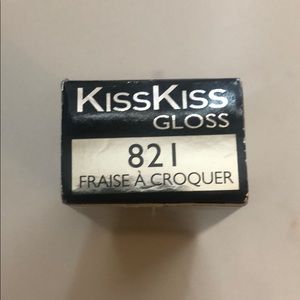 KISSKISS
GLOSS
821
FRAISE À CROQUER